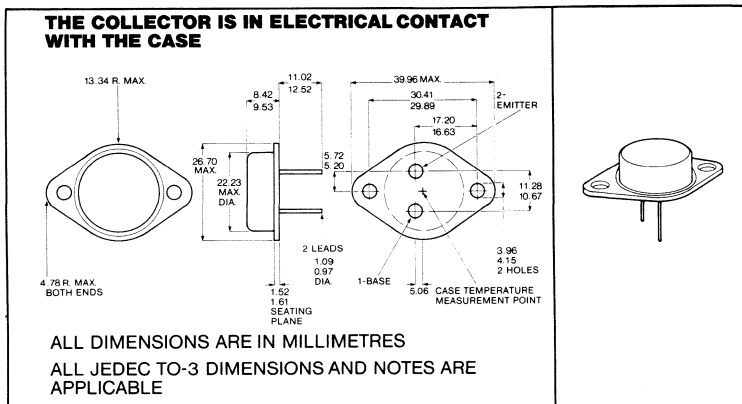 THE COLLECTOR IS IN ELECTRICAL CONTACT
WITH THE CASE
13.34 R. MAX.
8.42
9.53
11.02
12.52
39.96 MAX.
30.41
29.89
2-
EMITTER
17.20
16.63
26.70
MAX.
22.23
MAX.
DIA.
5.72
5.20
11.28
10.67
2 LEADS
1.09
0.97
DIA.
3.96
4.15
2 HOLES
4.78 R. MAX.
BOTH ENDS
1.52
1.61
SEATING
PLANE
1-BASE
5.06
CASE TEMPERATURE
MEASUREMENT POINT
ALL DIMENSIONS ARE IN MILLIMETRES
ALL JEDEC TO-3 DIMENSIONS AND NOTES ARE
APPLICABLE